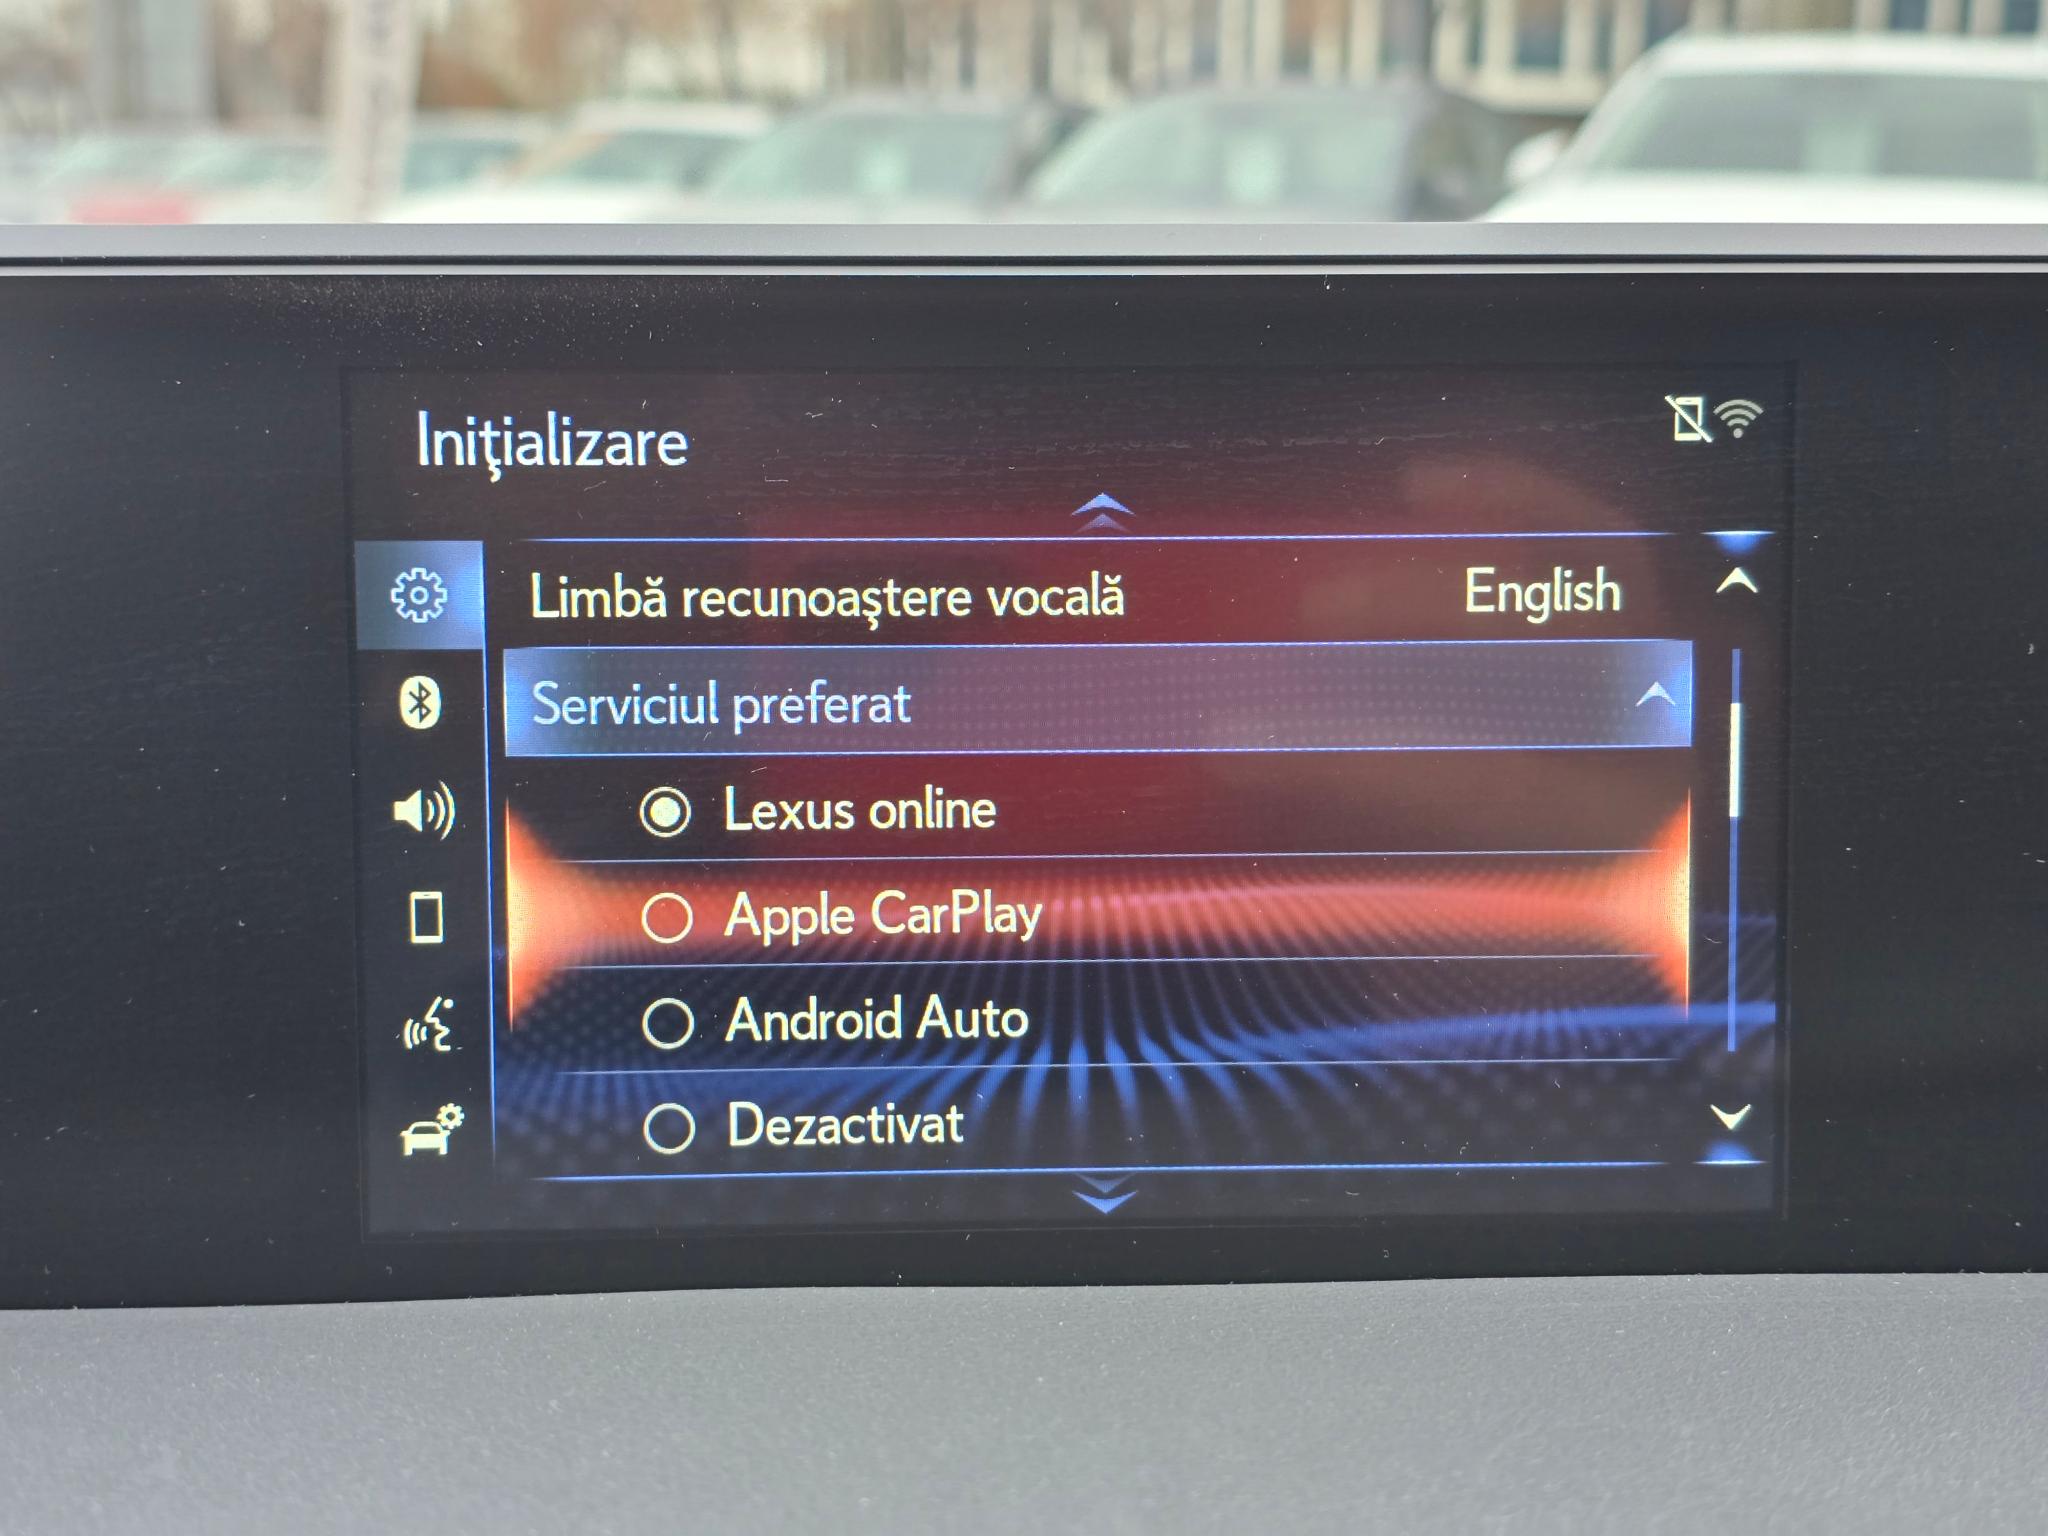 Iniţializare
Limbă recunoaştere vocală English
Serviciul preferat
Lexus online
Apple CarPlay
Android Auto
Dezactivat